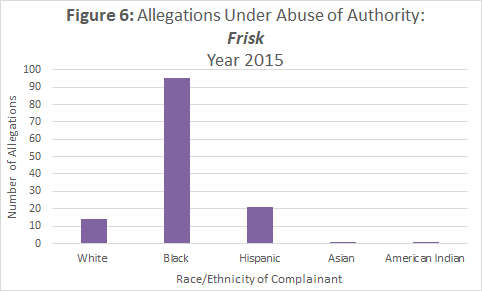 Figure 6: Allegations Under Abuse of Authority:
Frisk
Year 2015
Number of Allegations
100
90
80
70
60
50
40
30
20
10
0
White Black Hispanic Asian American Indian
Race/Ethnicity of Complainant